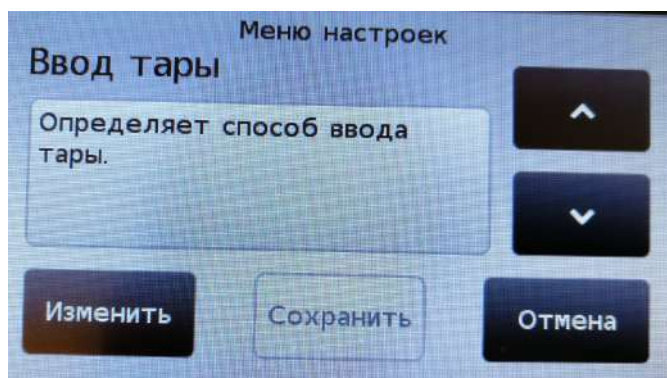 Меню настроек
Ввод тары
Определяет способ ввода
тары.
Изменить
Сохранить
Отмена